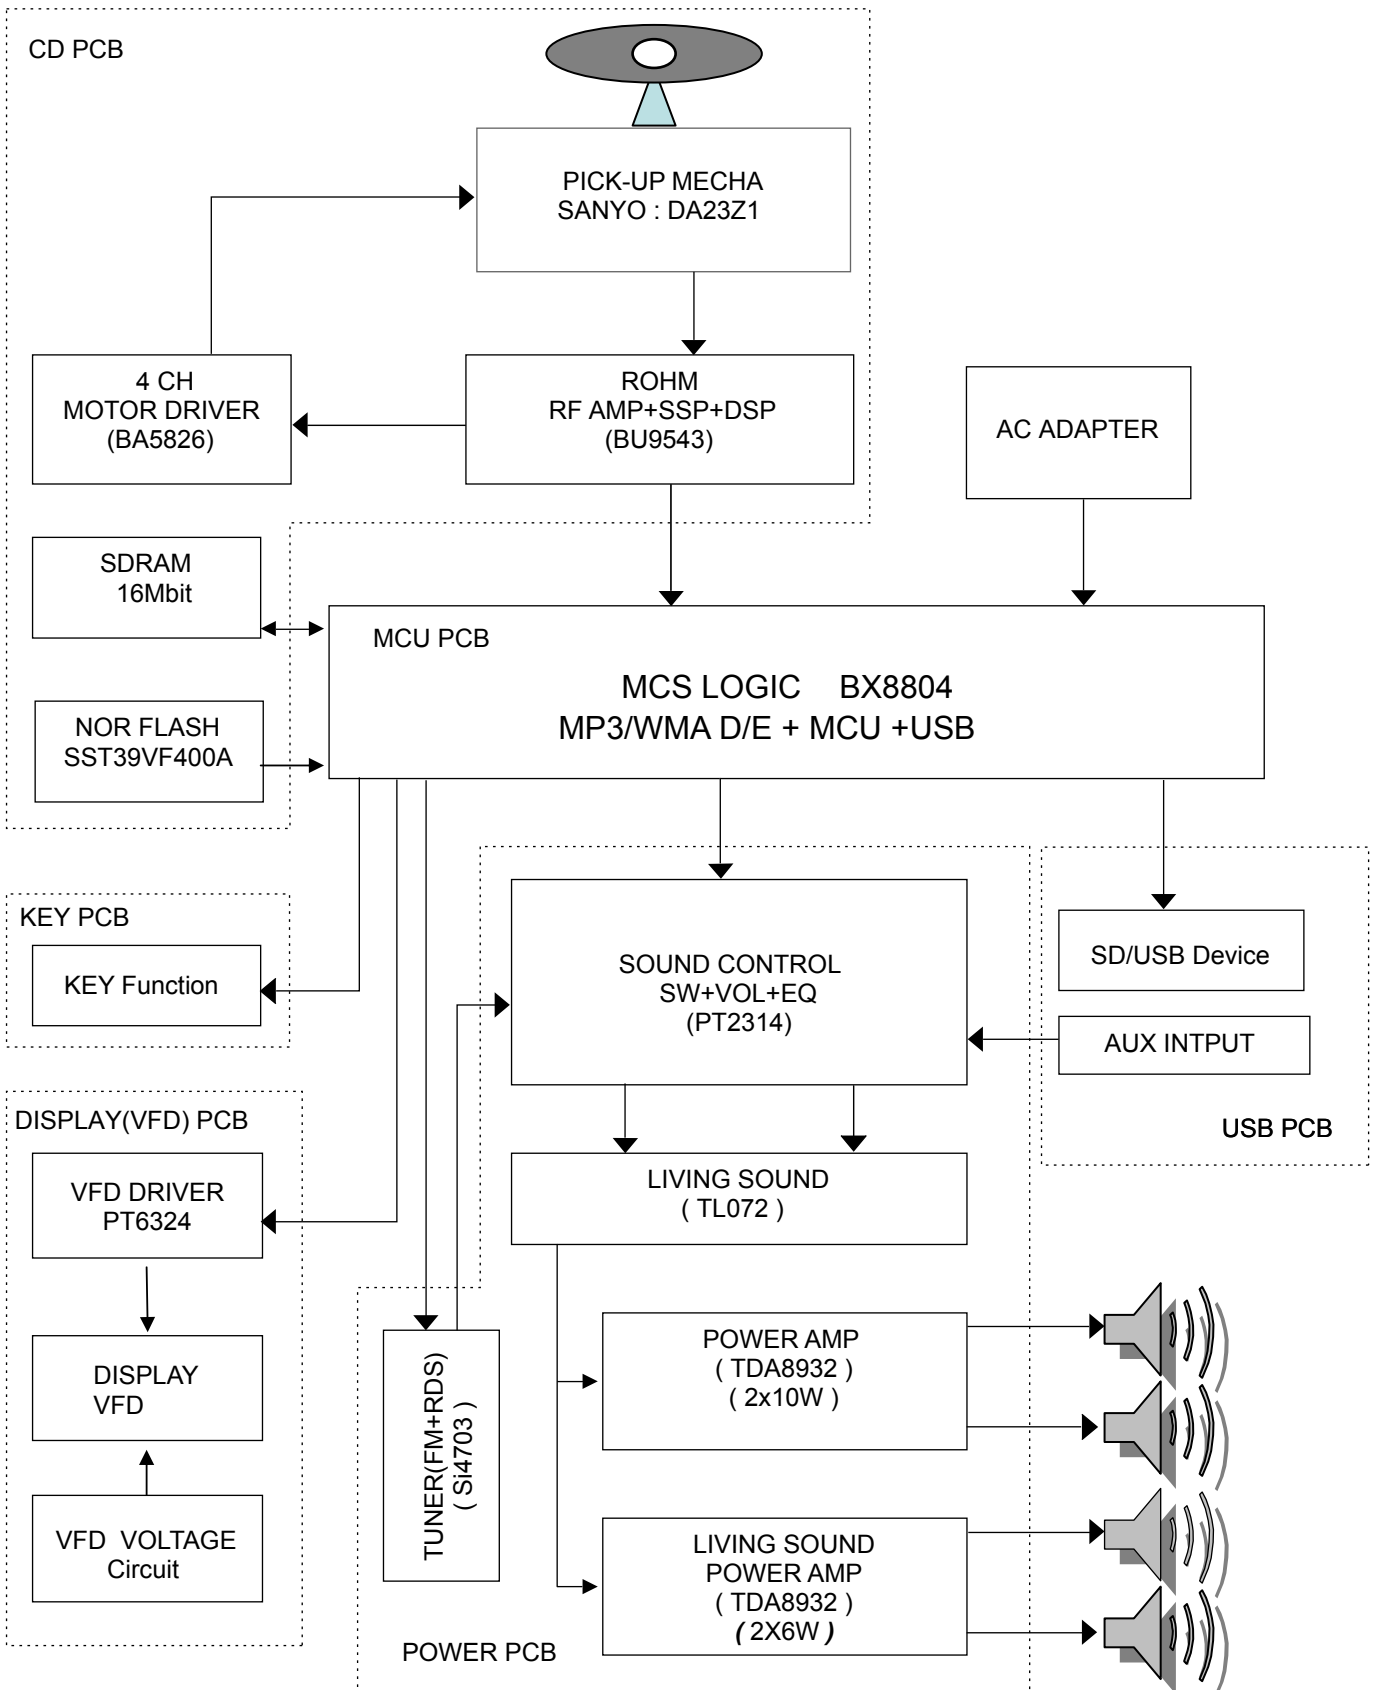 CD PCB
PICK-UP MECHA
SANYO : DA23Z1
4 CH
MOTOR DRIVER
(BA5826)
ROHM
RF AMP+SSP+DSP
(BU9543)
AC ADAPTER
SDRAM
16Mbit
MCU PCB
MCS LOGIC BX8804
MP3/WMA D/E + MCU +USB
NOR FLASH
SST39VF400A
KEY PCB
KEY Function
SOUND CONTROL
SW+VOL+EQ
(PT2314)
SD/USB Device
AUX INTPUT
USB PCB
DISPLAY(VFD) PCB
VFD DRIVER
PT6324
LIVING SOUND
( TL072 )
DISPLAY
VFD
VFD VOLTAGE
Circuit
TUNER(FM+RDS)
( Si4703 )
POWER AMP
( TDA8932 )
( 2x10W )
LIVING SOUND
POWER AMP
( TDA8932 )
( 2X6W )
POWER PCB